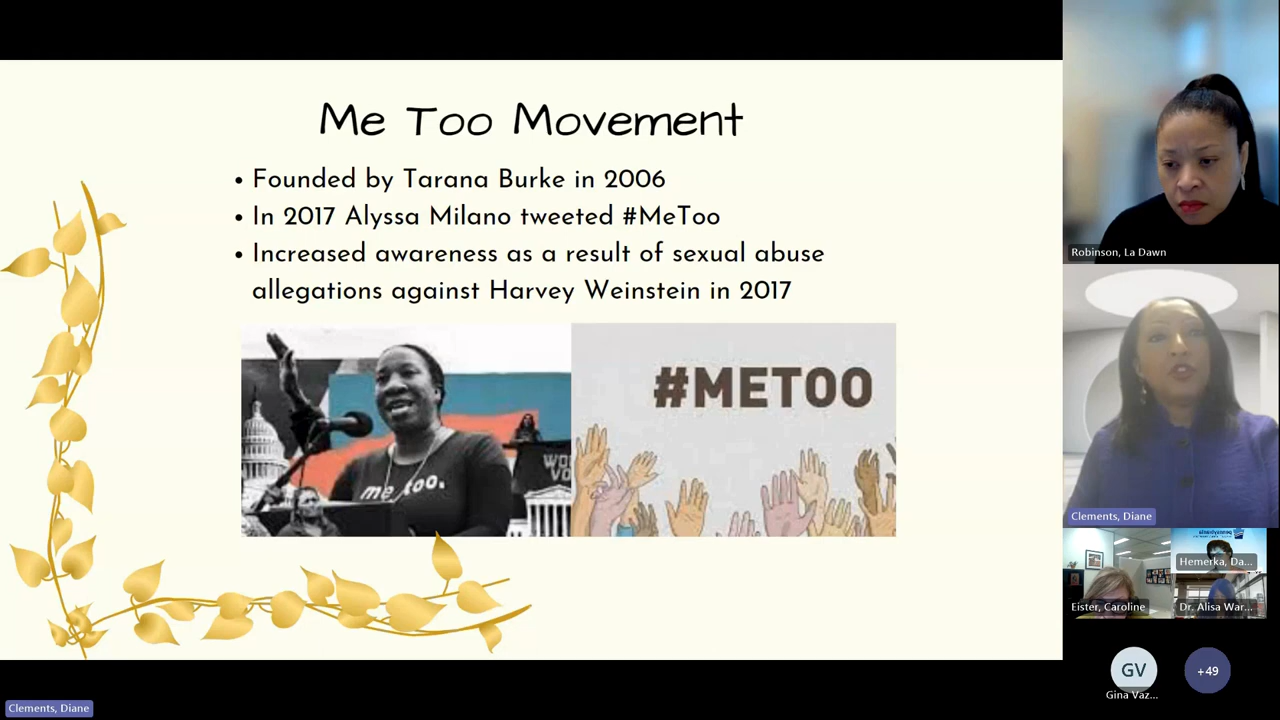 Me Too Movement
• Founded by Tarana Burke in 2006
• In 2017 Alyssa Milano tweeted #MeToo
• Increased awareness as a result of sexual abuse
allegations against Harvey Weinstein in 2017
me too.
#METOO
Robinson, La Dawn
Clements, Diane
Hemerka, Da...
Eister, Caroline
Dr. Alisa War...
GV
+49
Gina Vaz...
Clements, Diane